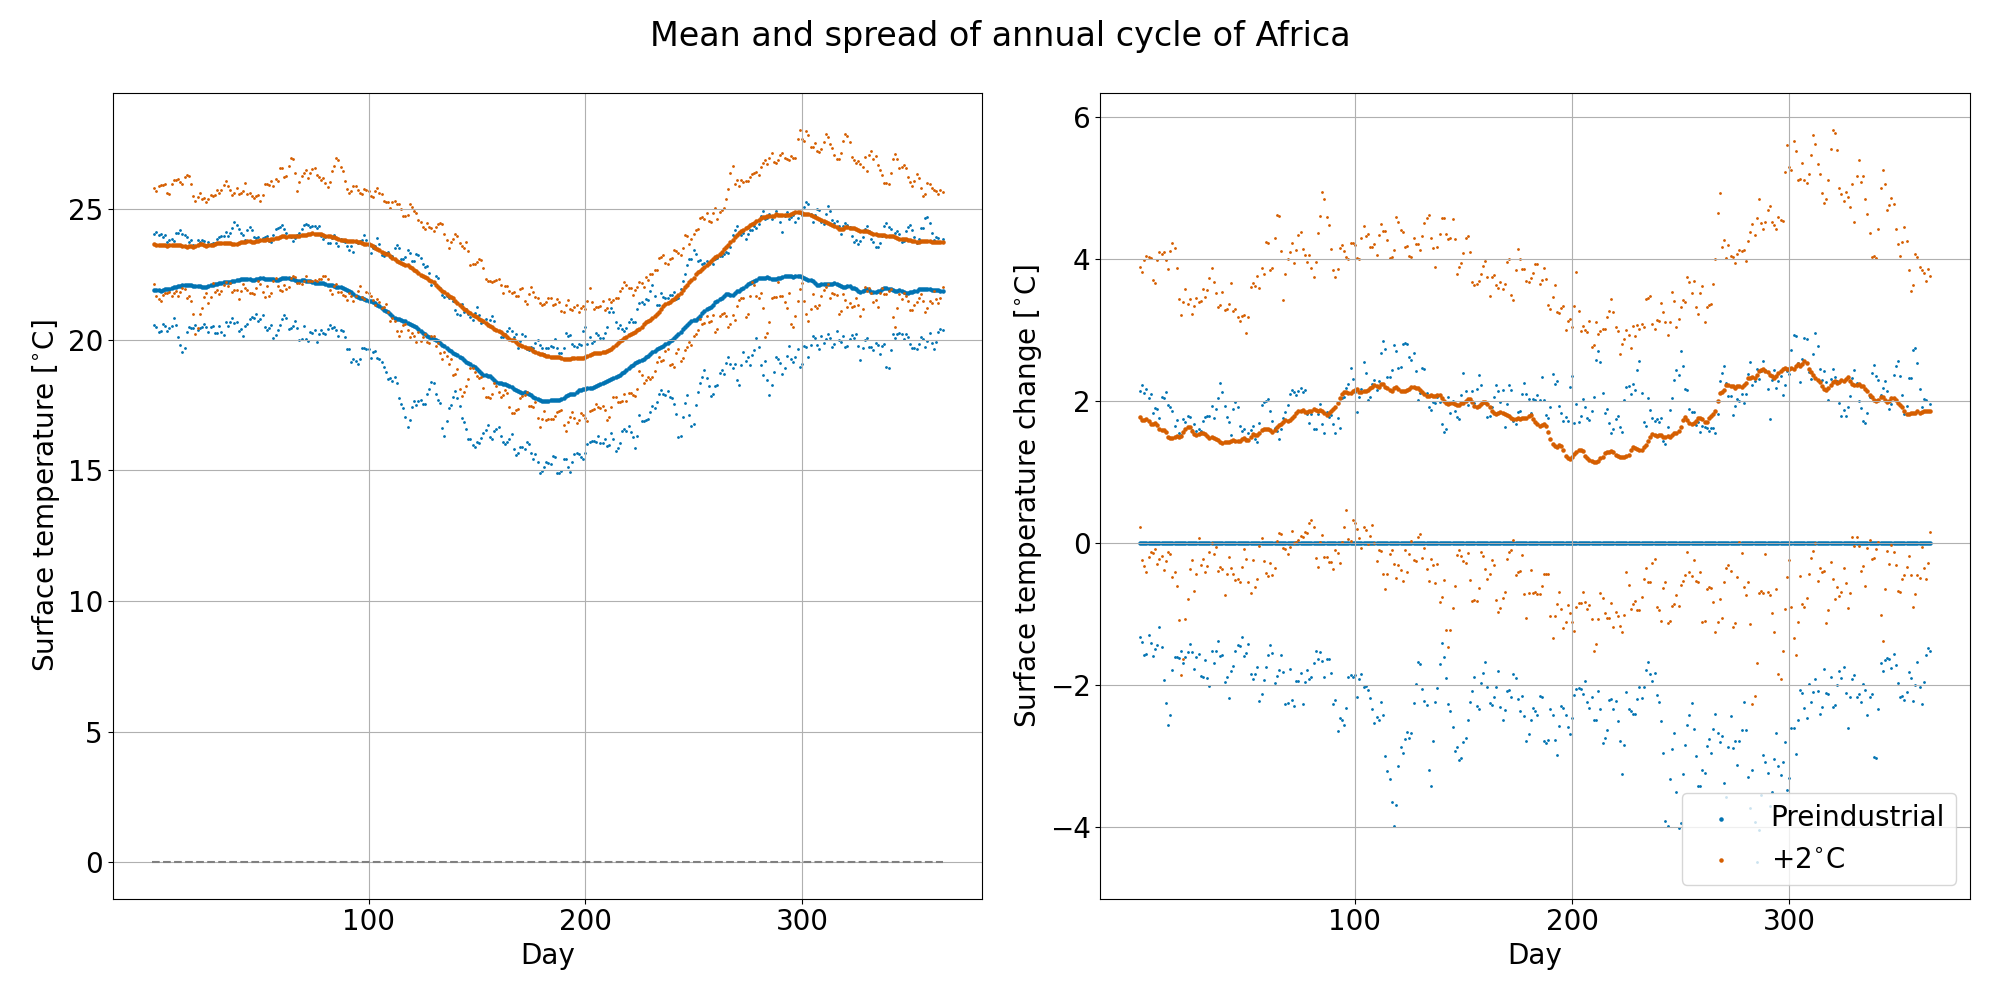 Mean and spread of annual cycle of Africa
Surface temperature [°C]
25
20
15
10
5
0
100
200
300
Day
Surface temperature change [°C]
6
4
2
0
−2
−4
100
200
300
Day
Preindustrial
+2°C